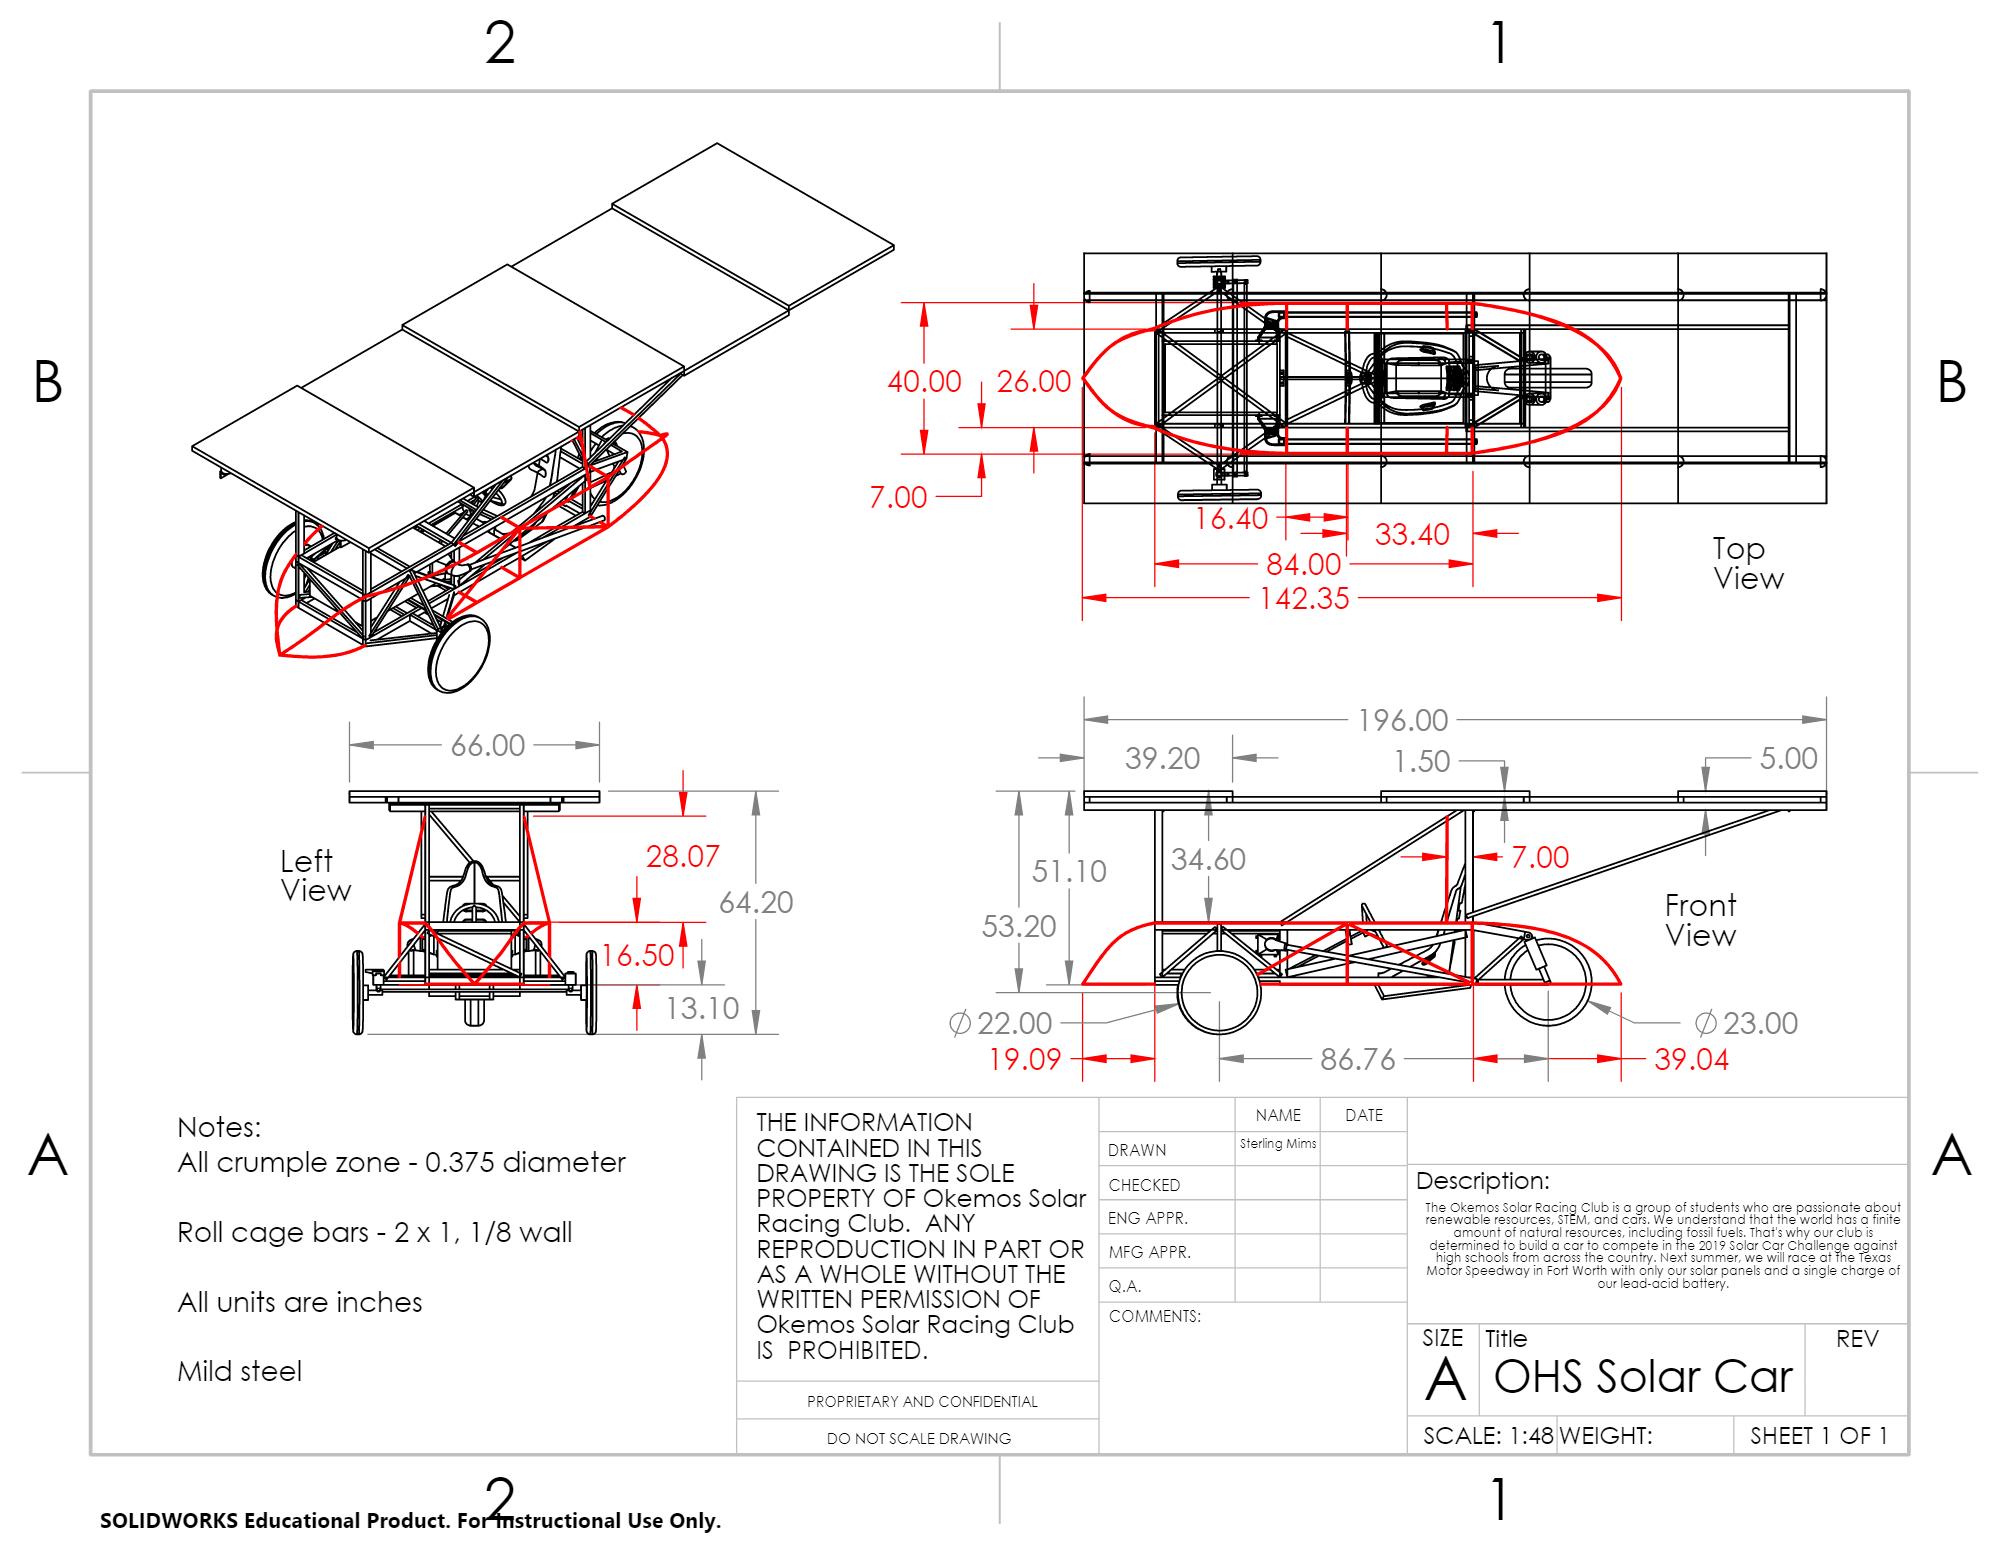 2
1
B
B
40.00
26.00
7.00
16.40
33.40
84.00
142.35
Top
View
66.00
196.00
39.20
1.50
5.00
Left
View
28.07
64.20
16.50
13.10
51.10
34.60
7.00
53.20
Front
View
⌀ 22.00
⌀ 23.00
19.09
86.76
39.04
A
A
Notes:
All crumple zone - 0.375 diameter
Roll cage bars - 2 x 1, 1/8 wall
All units are inches
Mild steel
THE INFORMATION
CONTAINED IN THIS
DRAWING IS THE SOLE
PROPERTY OF Okemos Solar
Racing Club.  ANY
REPRODUCTION IN PART OR
AS A WHOLE WITHOUT THE
WRITTEN PERMISSION OF
Okemos Solar Racing Club
IS  PROHIBITED.
PROPRIETARY AND CONFIDENTIAL
DO NOT SCALE DRAWING
NAME
DATE
DRAWN
Sterling Mims
CHECKED
ENG APPR.
MFG APPR.
Q.A.
COMMENTS:
Description:
The Okemos Solar Racing Club is a group of students who are passionate about
renewable resources, STEM, and cars. We understand that the world has a finite
amount of natural resources, including fossil fuels. That's why our club is
determined to build a car to compete in the 2019 Solar Car Challenge against
high schools from across the country. Next summer, we will race at the Texas
Motor Speedway in Fort Worth with only our solar panels and a single charge of
our lead-acid battery.
SIZE
A
Title
OHS Solar Car
REV
SCALE: 1:48
WEIGHT:
SHEET 1 OF 1
2
1
SOLIDWORKS Educational Product. For Instructional Use Only.